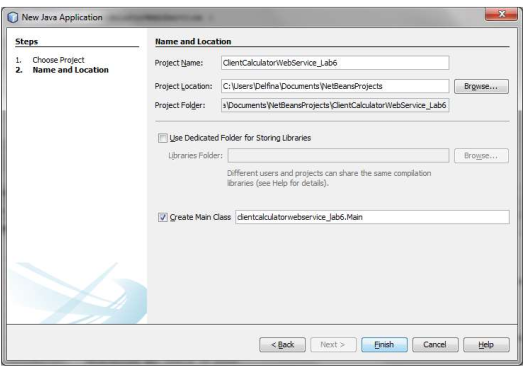 New Java Application
Steps
1. Choose Project
2. Name and Location
Name and Location
Project Name: ClientCalculatorWebService_Lab6
Project Location: C:\Users\Delfina\Documents\NetBeansProjects Browse...
Project Folder: s\Documents\NetBeansProjects\ClientCalculatorWebService_Lab6
Use Dedicated Folder for Storing Libraries
Libraries Folder: Browse...
Different users and projects can share the same compilation
libraries (see Help for details).
Create Main Class clientcalculatorwebservice_lab6.Main
< Back Next > Finish Cancel Help